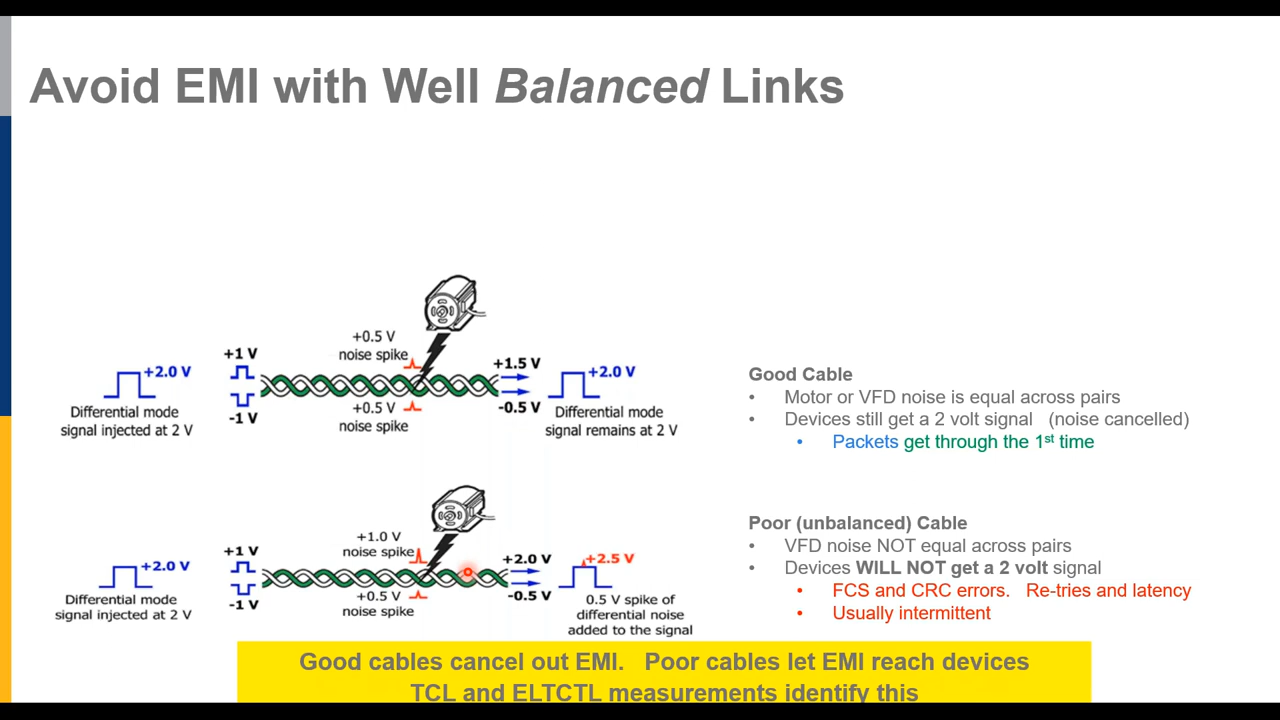 Avoid EMI with Well Balanced Links
+0.5 V
noise spike
+1 V
+2.0 V
-1 V
Differential mode
signal injected at 2 V
+0.5 V
noise spike
+1.5 V
-0.5 V
+2.0 V
Differential mode
signal remains at 2 V
Good Cable
• Motor or VFD noise is equal across pairs
• Devices still get a 2 volt signal (noise cancelled)
• Packets get through the 1st time
+1.0 V
noise spike
+1 V
+2.0 V
-1 V
Differential mode
signal injected at 2 V
+0.5 V
noise spike
+2.0 V
-0.5 V
+2.5 V
0.5 V spike of
differential noise
added to the signal
Poor (unbalanced) Cable
• VFD noise NOT equal across pairs
• Devices WILL NOT get a 2 volt signal
• FCS and CRC errors. Re-tries and latency
• Usually intermittent
Good cables cancel out EMI. Poor cables let EMI reach devices
TCL and ELTCTL measurements identify this